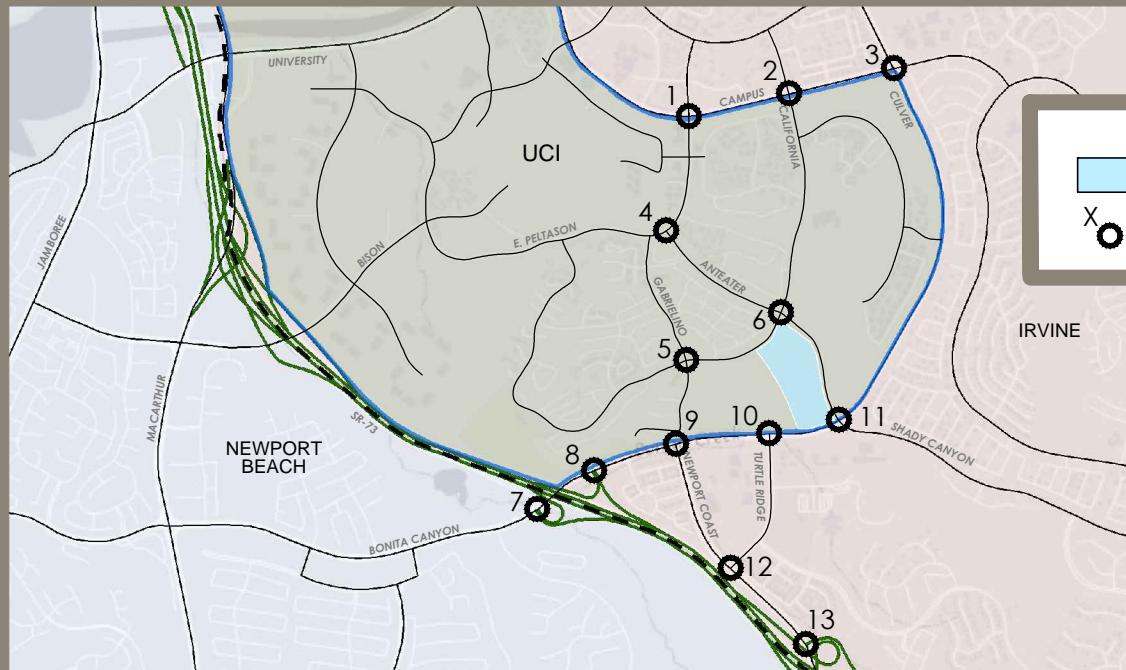 3
2
1
UNIVERSITY
CAMPUS
CULVER
CALIFORNIA
X
UCI
4
JAMBOREE
BISON
E. PELTASON
ANTEATER
GABRIELINO
6
IRVINE
5
MACARTHUR
SR-73
9
10
11
SHADY CANYON
NEWPORT
BEACH
8
NEWPORT COAST
TURTLE RIDGE
7
BONITA CANYON
12
13